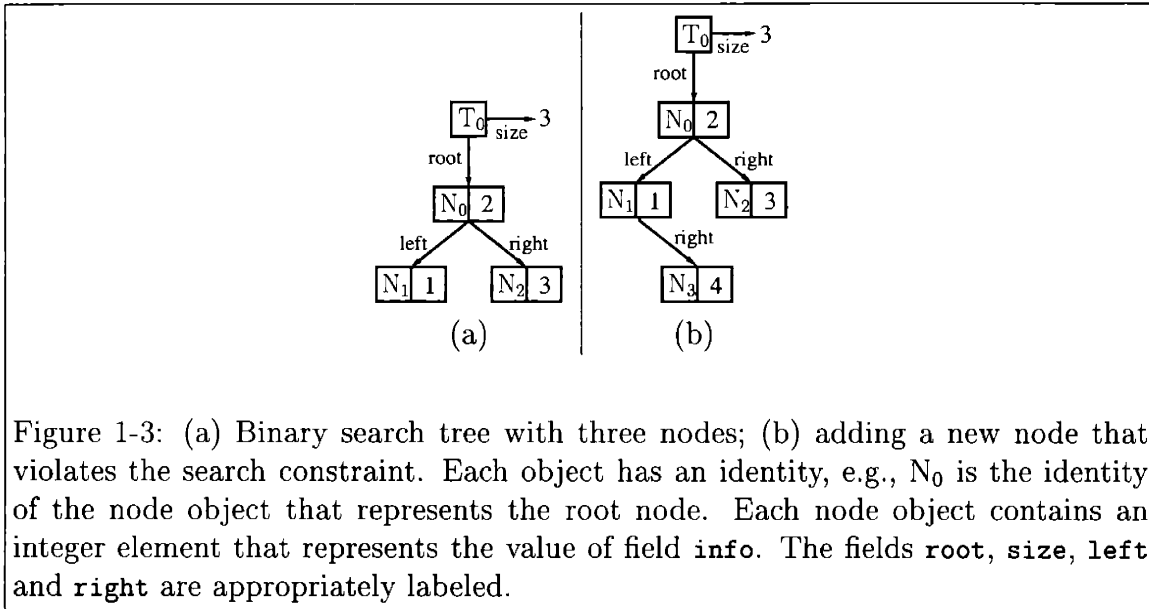 T₀ size 3
root
N₀ 2
left right
N₁ 1 N₂ 3
(a)
T₀ size 3
root
N₀ 2
left right
N₁ 1 N₂ 3
right
N₃ 4
(b)
Figure 1-3: (a) Binary search tree with three nodes; (b) adding a new node that
violates the search constraint. Each object has an identity, e.g., N₀ is the identity
of the node object that represents the root node. Each node object contains an
integer element that represents the value of field info. The fields root, size, left
and right are appropriately labeled.